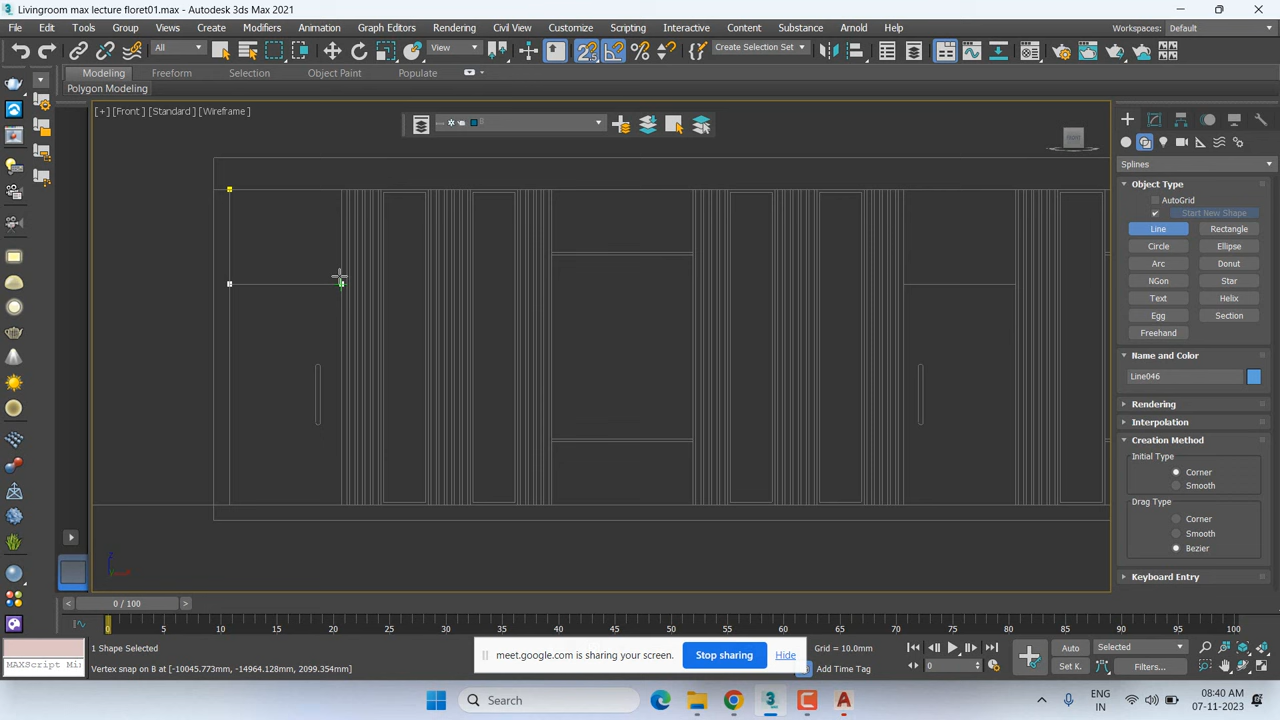 Livingroom max lecture floret01.max - Autodesk 3ds Max 2021
File Edit Tools Group Views Create Modifiers Animation Graph Editors Rendering Civil View Customize Scripting Interactive Content Substance Arnold Help Workspaces: Default
All View Create Selection Set
Modeling Freeform Selection Object Paint Populate
Polygon Modeling
[+] [Front] [Standard] [Wireframe]
FRONT
Splines
Object Type
AutoGrid
Start New Shape
Line Rectangle
Circle Ellipse
Arc Donut
NGon Star
Text Helix
Egg Section
Freehand
Name and Color
Line046
Rendering
Interpolation
Creation Method
Initial Type
Corner
Smooth
Drag Type
Corner
Smooth
Bezier
Keyboard Entry
0 / 100
0 5 10 15 20 25 30 35 40 45 50 55 60 65 70 75 80 85 90 95 100
1 Shape Selected
Vertex snap on B at [-10045.773mm, -14964.128mm, 2099.354mm]
MAXScript Mi
meet.google.com is sharing your screen. Stop sharing Hide
Grid = 10.0mm
Add Time Tag
0
Auto Selected
Set K. Filters...
Search
ENG
IN
08:40 AM
07-11-2023